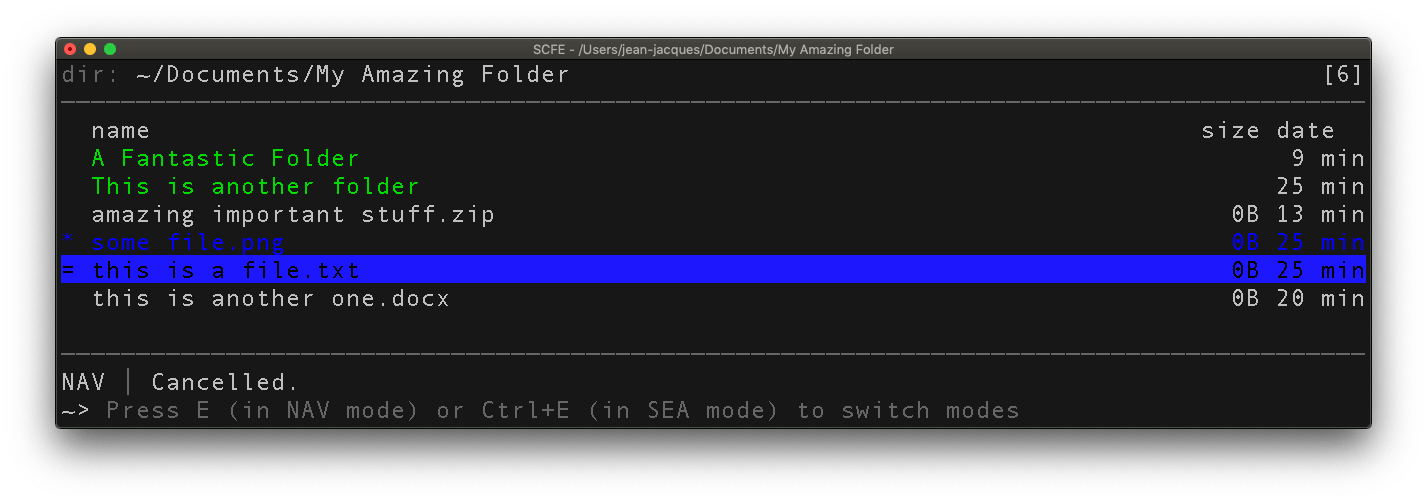 SCFE - /Users/jean-jacques/Documents/My Amazing Folder
dir: ~/Documents/My Amazing Folder [6]
name size date
A Fantastic Folder 9 min
This is another folder 25 min
amazing important stuff.zip 0B 13 min
^ some file.png 0B 25 min
= this is a file.txt 0B 25 min
this is another one.docx 0B 20 min
NAV | Cancelled.
~> Press E (in NAV mode) or Ctrl+E (in SEA mode) to switch modes